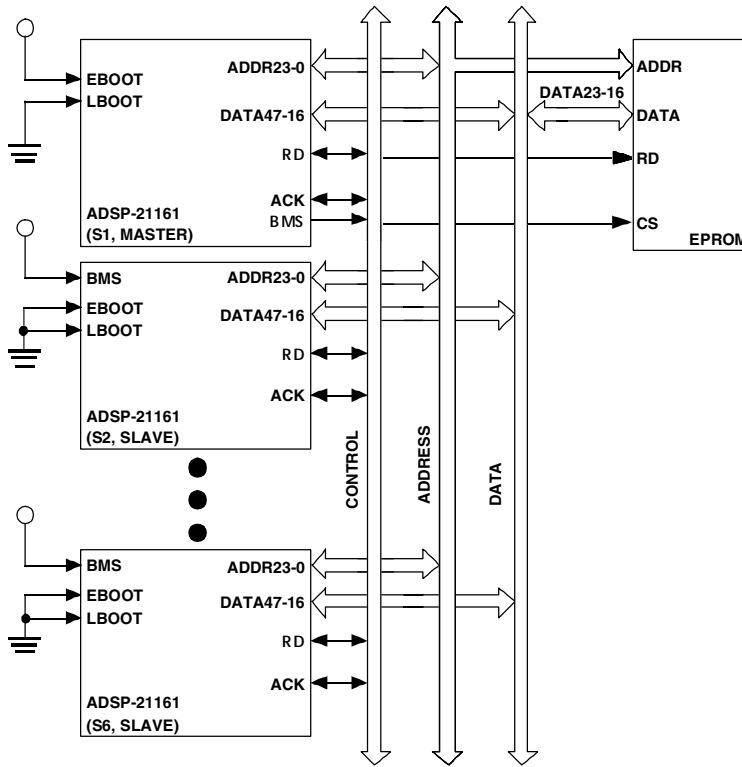 EBOOT
LBOOT
ADDR23-0
DATA47-16
RD
ACK
BMS
ADSP-21161
(S1, MASTER)
ADDR
DATA23-16
DATA
RD
CS
EPROM
BMS
EBOOT
LBOOT
ADDR23-0
DATA47-16
RD
ACK
ADSP-21161
(S2, SLAVE)
CONTROL
ADDRESS
DATA
BMS
EBOOT
LBOOT
ADDR23-0
DATA47-16
RD
ACK
ADSP-21161
(S6, SLAVE)